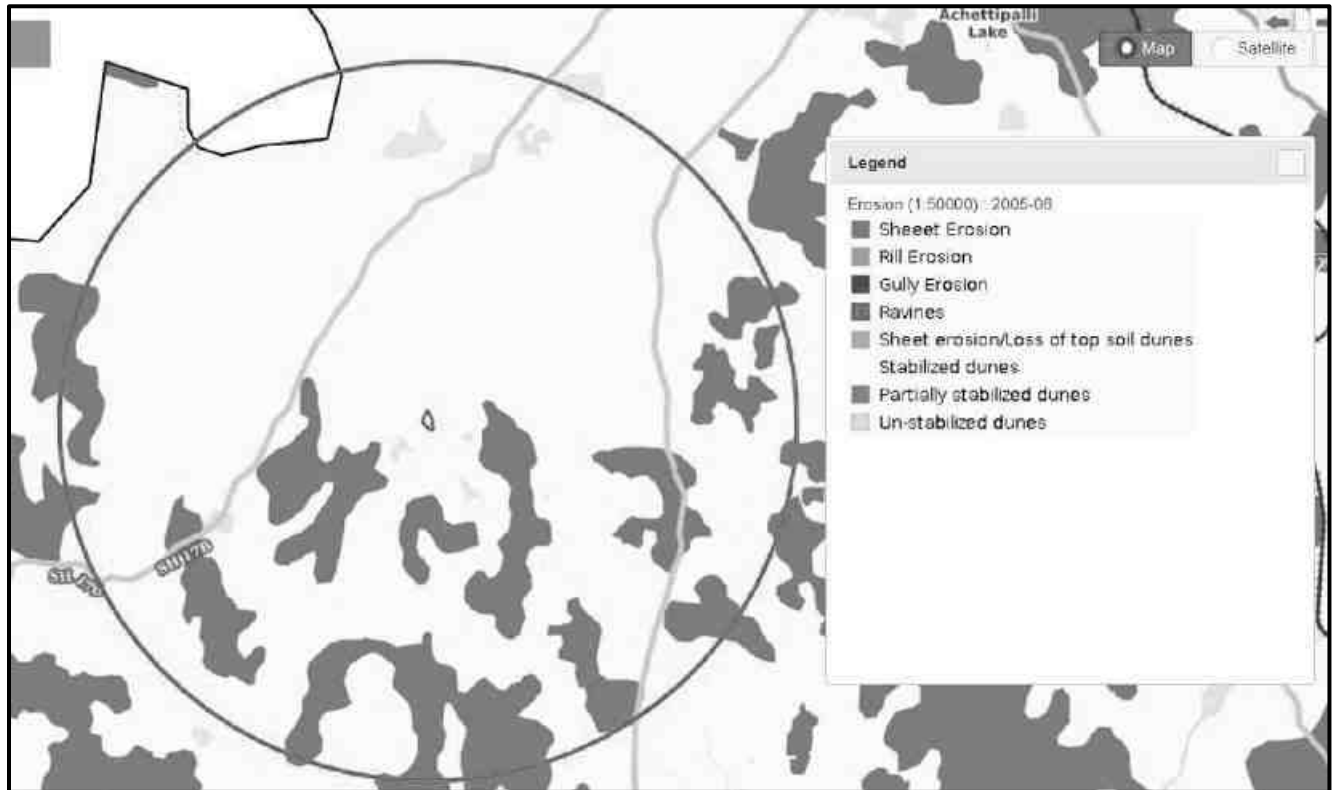 Achettipalli
Lake
Map
Satellite
Legend
Erosion (1:50000) : 2005-06
Sheeet Erosion
Rill Erosion
Gully Erosion
Ravines
Sheet erosion/Loss of top soil dunes
Stabilized dunes
Partially stabilized dunes
Un-stabilized dunes